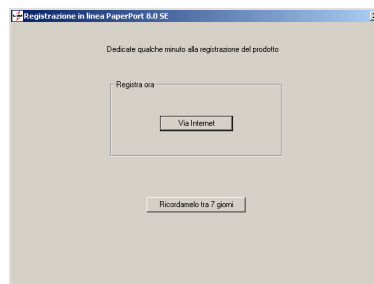 Registrazione in linea PaperPort 8.0 SE
Dedicate qualche minuto alla registrazione del prodotto
Registra ora
Via Internet
Ricordamelo tra 7 giorni